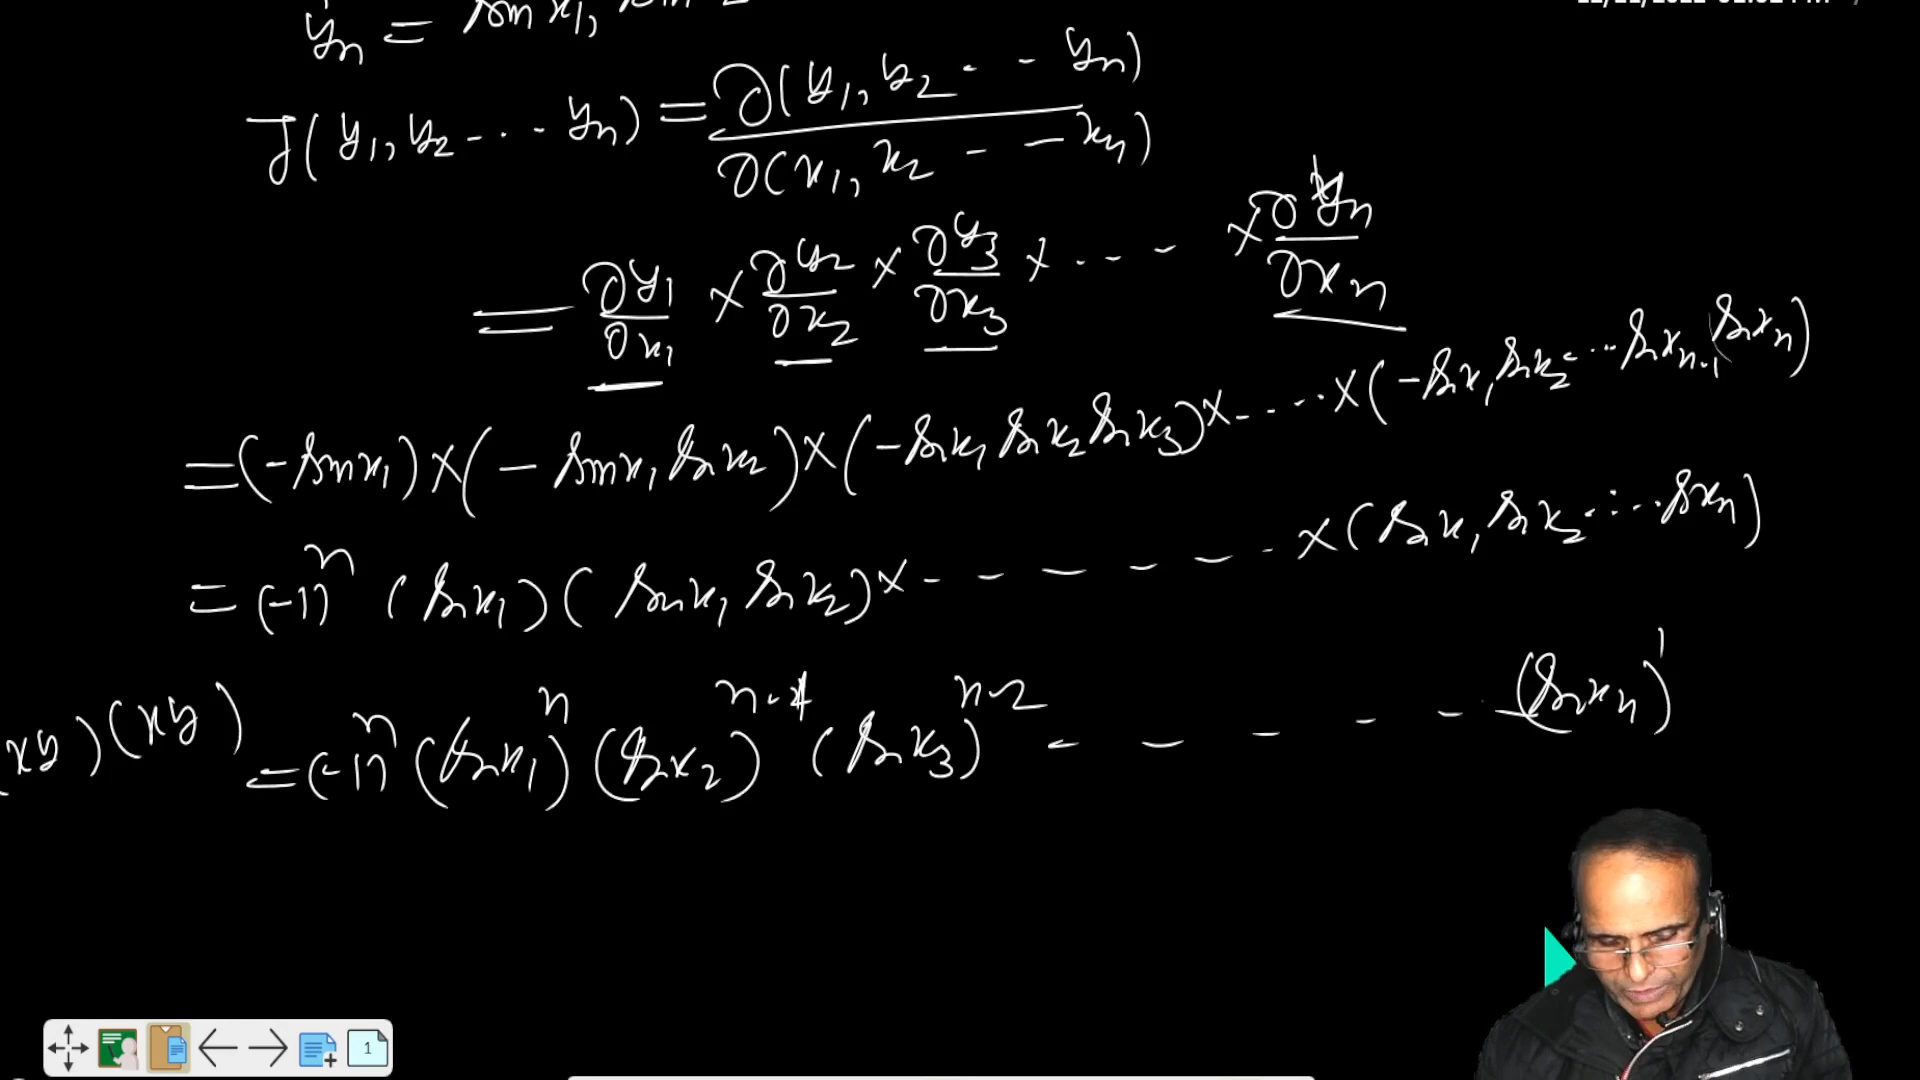 yₙ = sin x₁,
J(y₁, y₂ - . . - yₙ) = ∂(y₁, y₂ - - - yₙ) / ∂(x₁, x₂ - - xₙ)
= ∂y₁/∂x₁ × ∂y₂/∂x₂ × ∂y₃/∂x₃ × . - - - × ∂yₙ/∂xₙ
= (-sin x₁) × (- sin x₁ sin x₂) × (-sin x₁ sin x₂ sin x₃) × - . . . . × (-sin x₁ sin x₂ - ... sin xₙ₋₁ sin xₙ)
= (-1)ⁿ (sin x₁)( sin x₁ sin x₂) × - - - - - - . × (sin x₁ sin x₂ - ... sin xₙ)
xy)(xy) = (-1)ⁿ (sin x₁)ⁿ (sin x₂)ⁿ⁻¹ (sin x₃)ⁿ⁻² - - - - - - (sin xₙ)¹
1